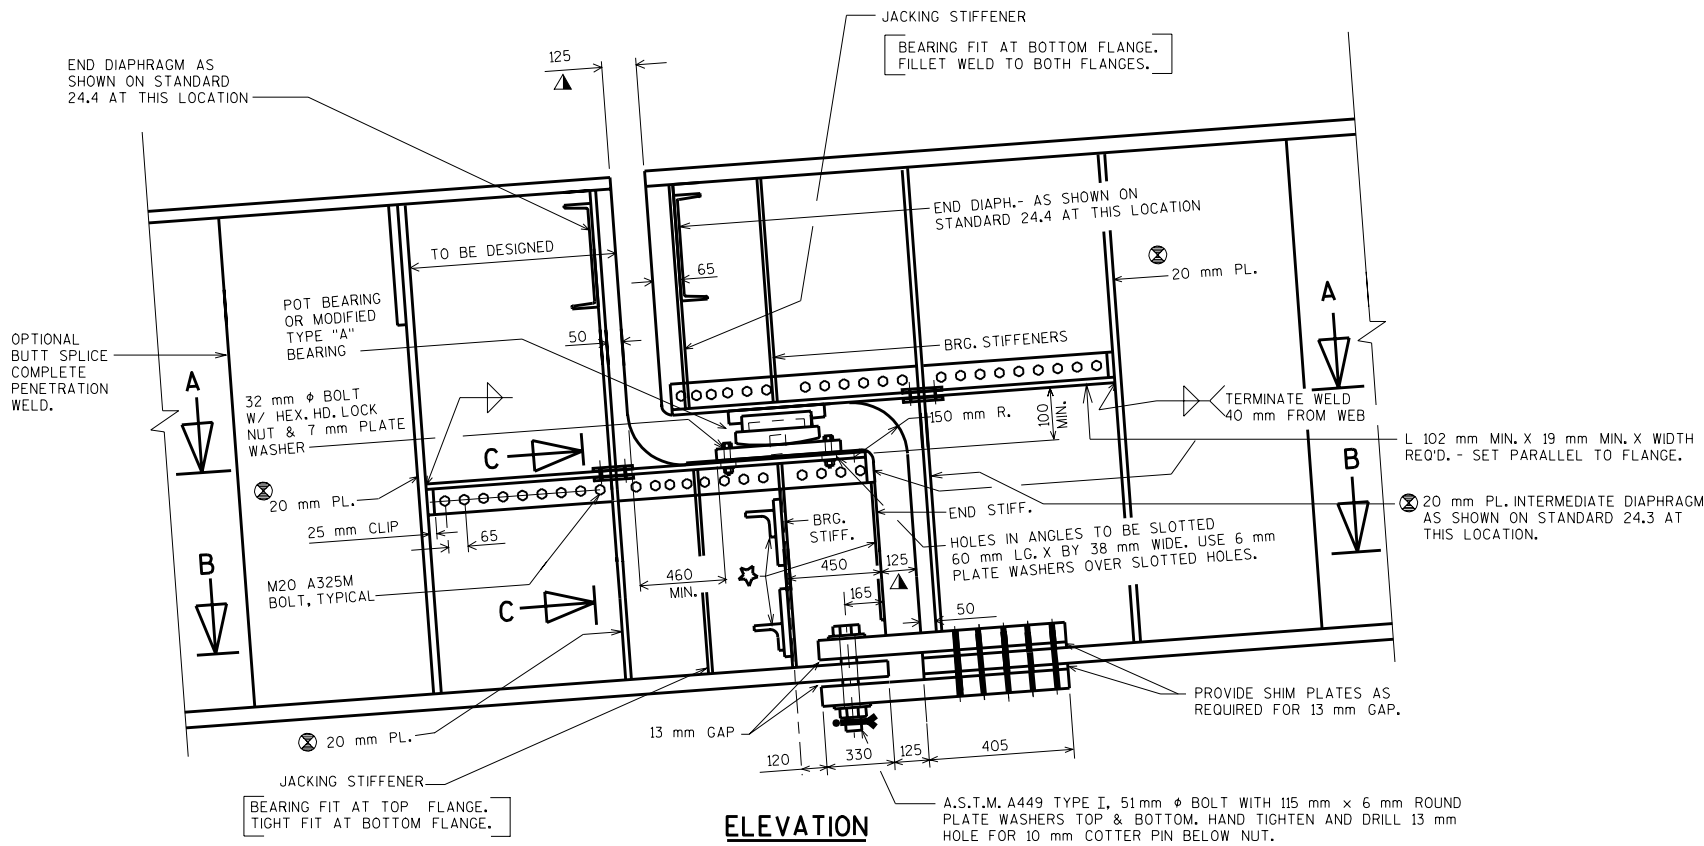 JACKING STIFFENER
BEARING FIT AT BOTTOM FLANGE.
FILLET WELD TO BOTH FLANGES.
125
END DIAPHRAGM AS
SHOWN ON STANDARD
24.4 AT THIS LOCATION
END DIAPH.- AS SHOWN ON
STANDARD 24.4 AT THIS LOCATION
TO BE DESIGNED
65
20 mm PL.
A
POT BEARING
OR MODIFIED
TYPE "A"
BEARING
50
BRG. STIFFENERS
OPTIONAL
BUTT SPLICE
COMPLETE
PENETRATION
WELD.
A
32 mm φ BOLT
W/ HEX. HD. LOCK
NUT & 7 mm PLATE
WASHER
150 mm R.
100
MIN.
TERMINATE WELD
40 mm FROM WEB
L 102 mm MIN. X 19 mm MIN. X WIDTH
REQ'D. - SET PARALLEL TO FLANGE.
C
B
20 mm PL.
20 mm PL. INTERMEDIATE DIAPHRAGM
AS SHOWN ON STANDARD 24.3 AT
THIS LOCATION.
25 mm CLIP
65
BRG.
STIFF.
END STIFF.
HOLES IN ANGLES TO BE SLOTTED
60 mm LG. X BY 38 mm WIDE. USE 6 mm
PLATE WASHERS OVER SLOTTED HOLES.
B
M20 A325M
BOLT, TYPICAL
460
MIN.
450
125
C
165
50
PROVIDE SHIM PLATES AS
REQUIRED FOR 13 mm GAP.
20 mm PL.
13 mm GAP
120
330
125
405
JACKING STIFFENER
BEARING FIT AT TOP FLANGE.
TIGHT FIT AT BOTTOM FLANGE.
A.S.T.M. A449 TYPE I, 51 mm φ BOLT WITH 115 mm x 6 mm ROUND
PLATE WASHERS TOP & BOTTOM. HAND TIGHTEN AND DRILL 13 mm
HOLE FOR 10 mm COTTER PIN BELOW NUT.
ELEVATION